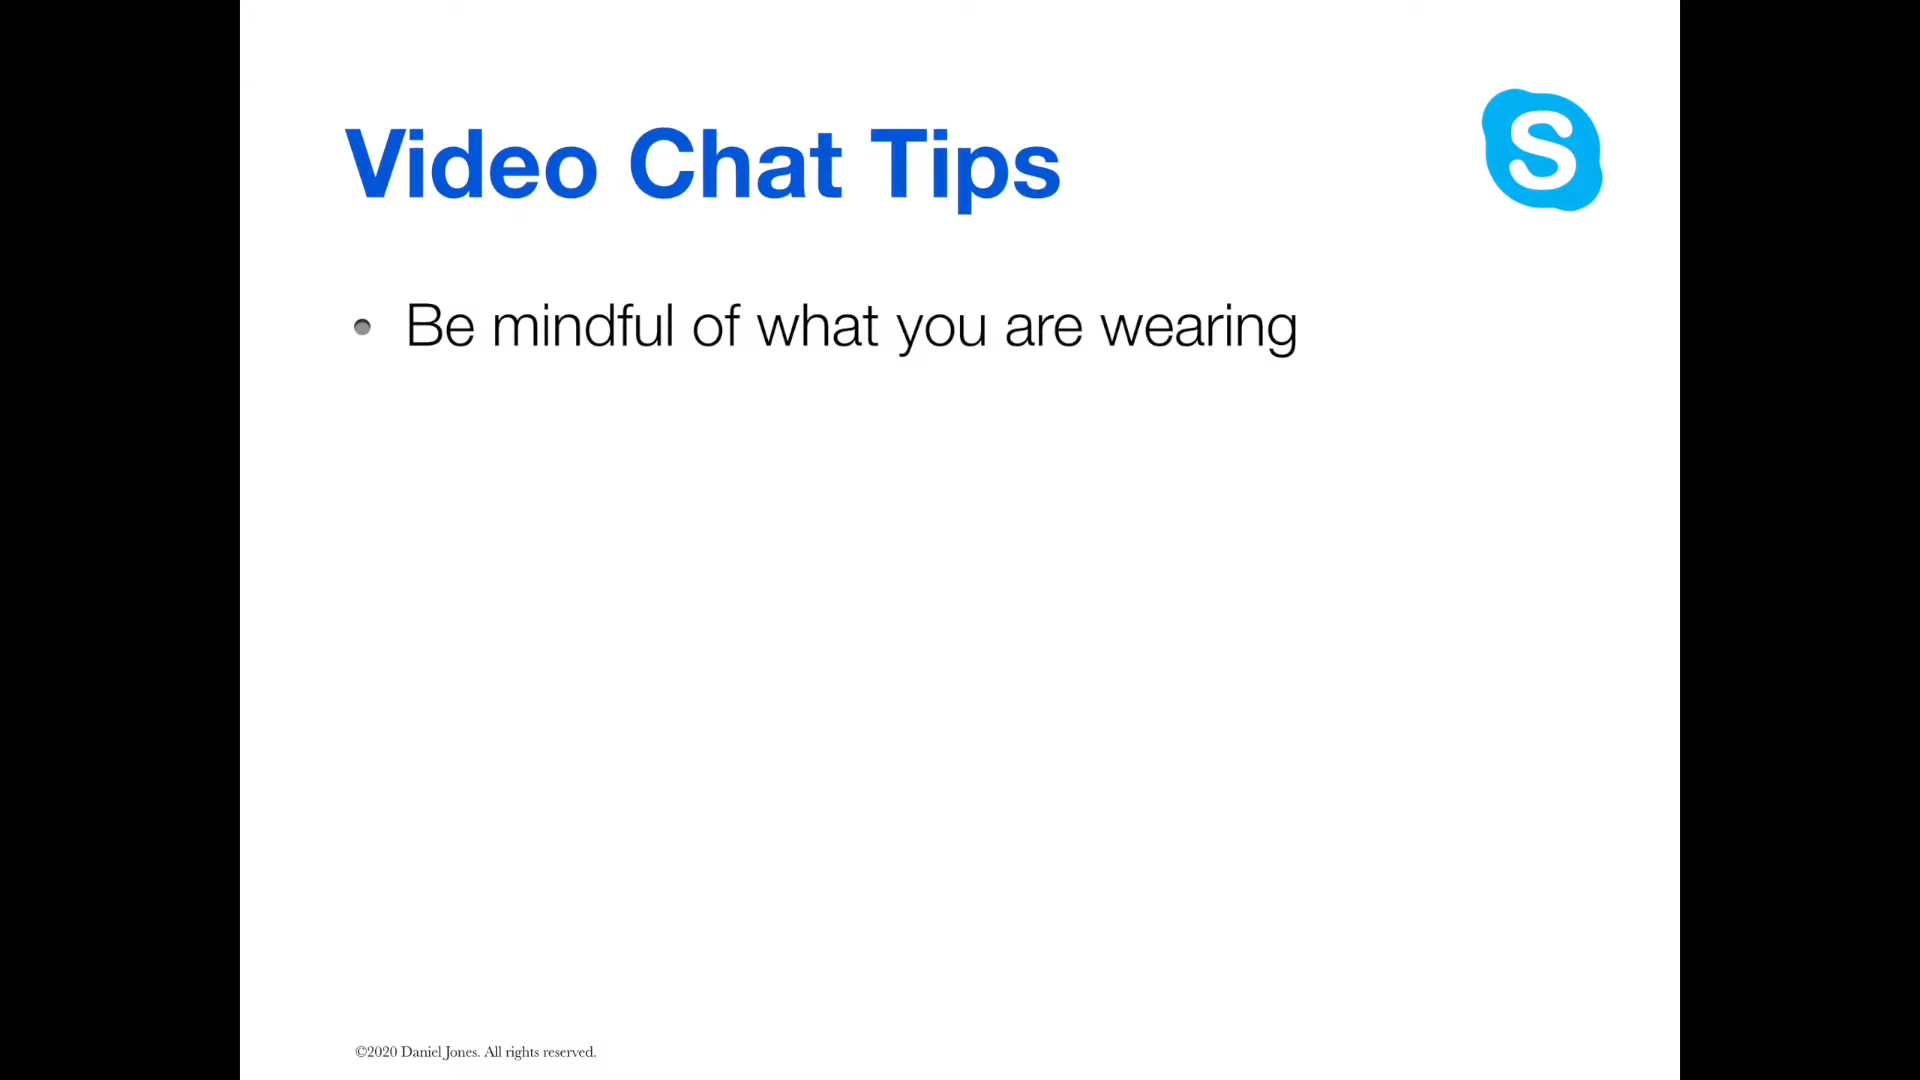 Video Chat Tips
S
• Be mindful of what you are wearing
©2020 Daniel Jones. All rights reserved.